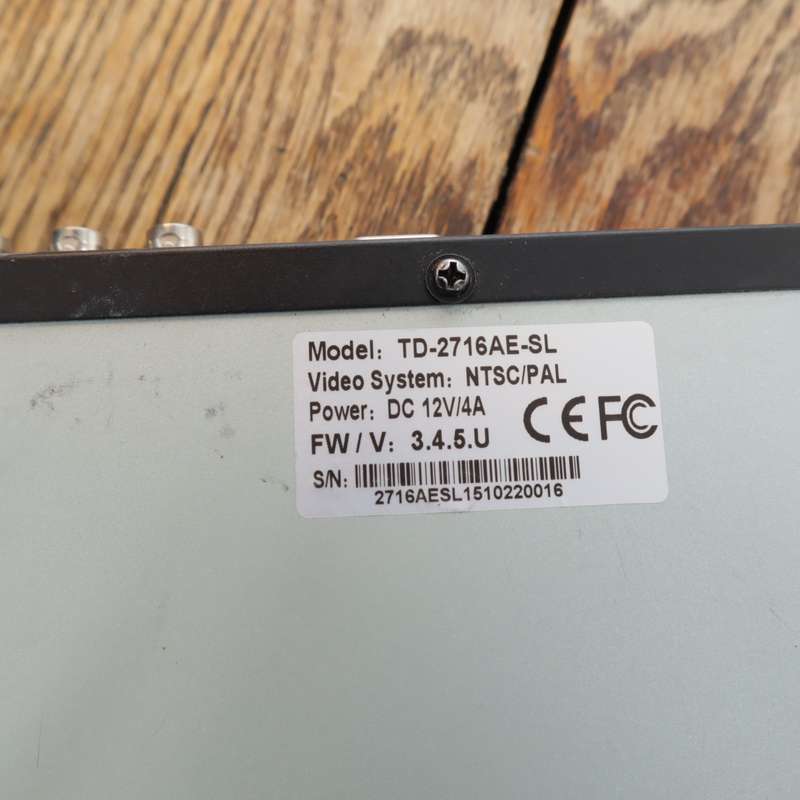 Model: TD-2716AE-SL
Video System: NTSC/PAL
Power: DC 12V/4A
CE FC
FW / V: 3.4.5.U
S/N:
2716AESL1510220016